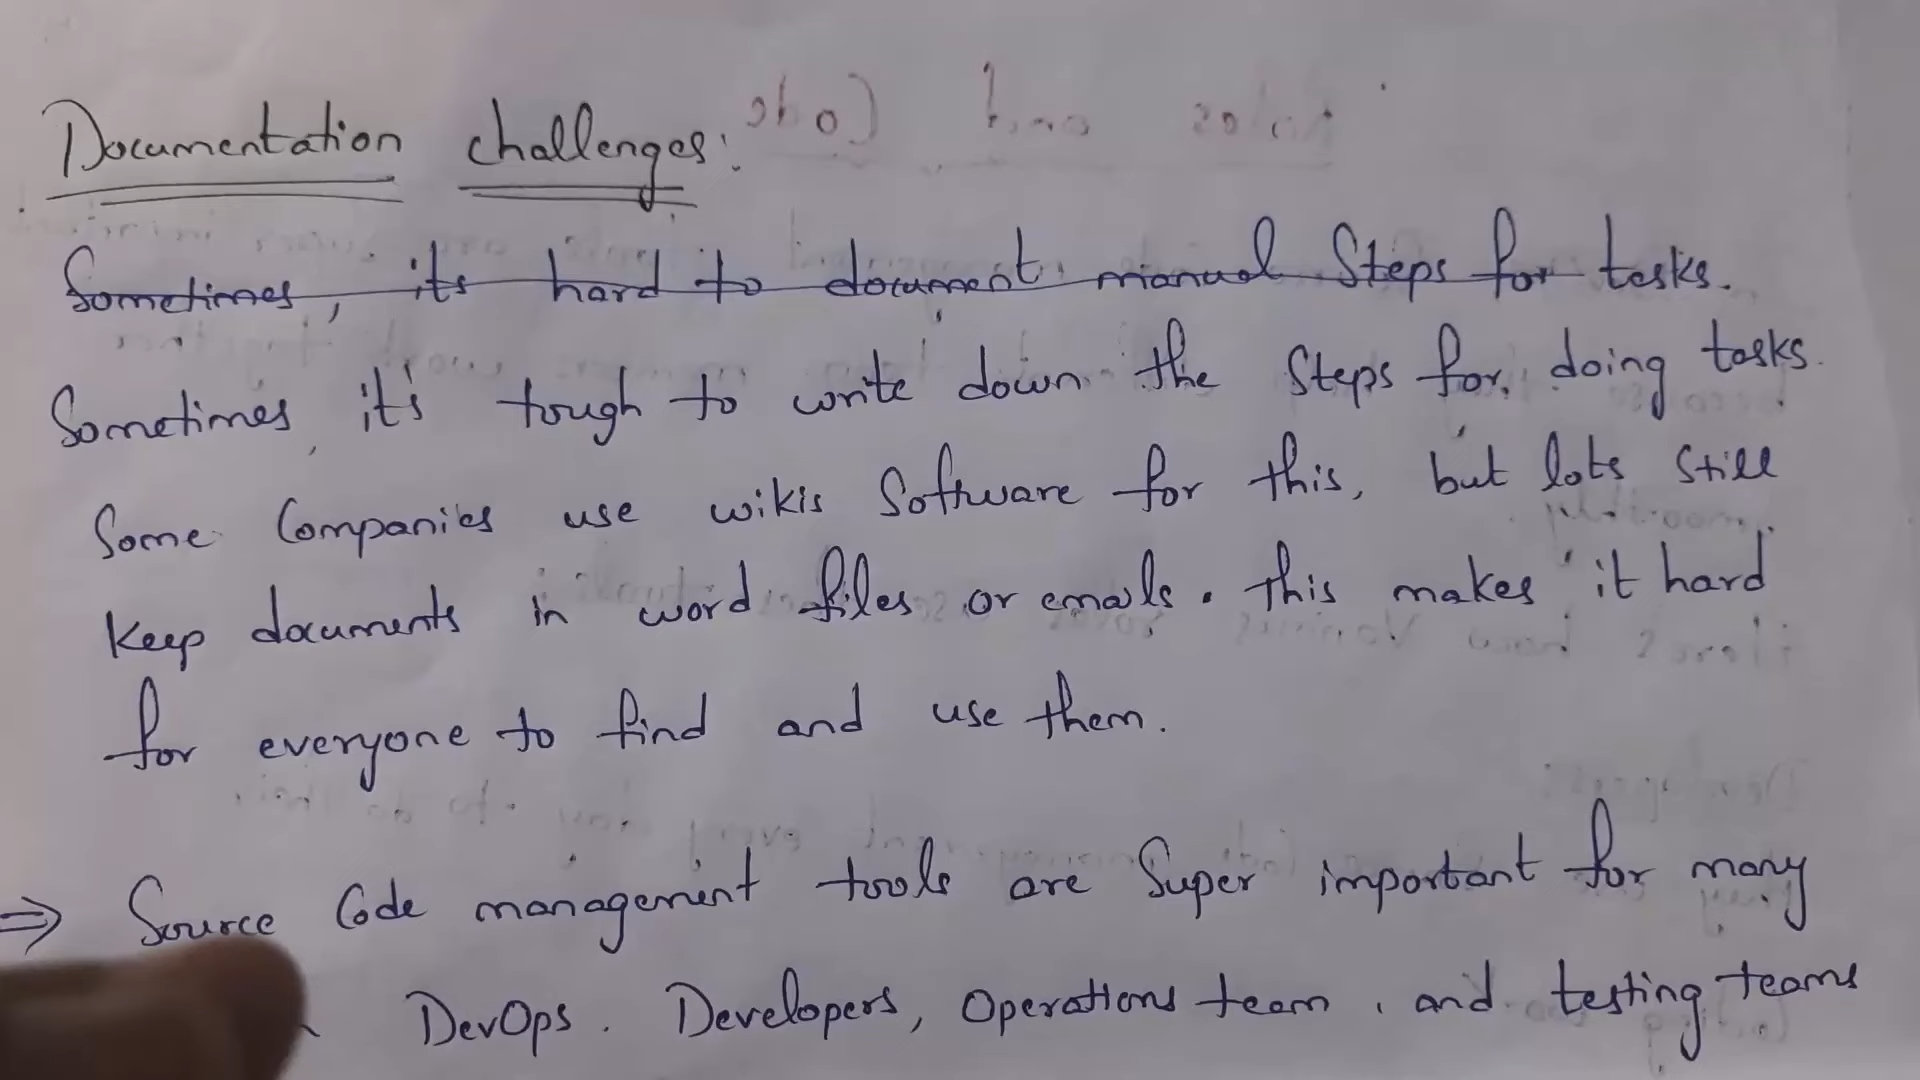 Documentation challenges:
Sometimes, its hard to document manual Steps for tasks.
Sometimes, it's tough to write down the Steps for doing tasks.
Some Companies use wikis Software for this, but lots still
keep documents in word files or emails. this makes it hard
for everyone to find and use them.
⇒ Source Code management tools are Super important for many
DevOps. Developers, Operations team, and testing teams